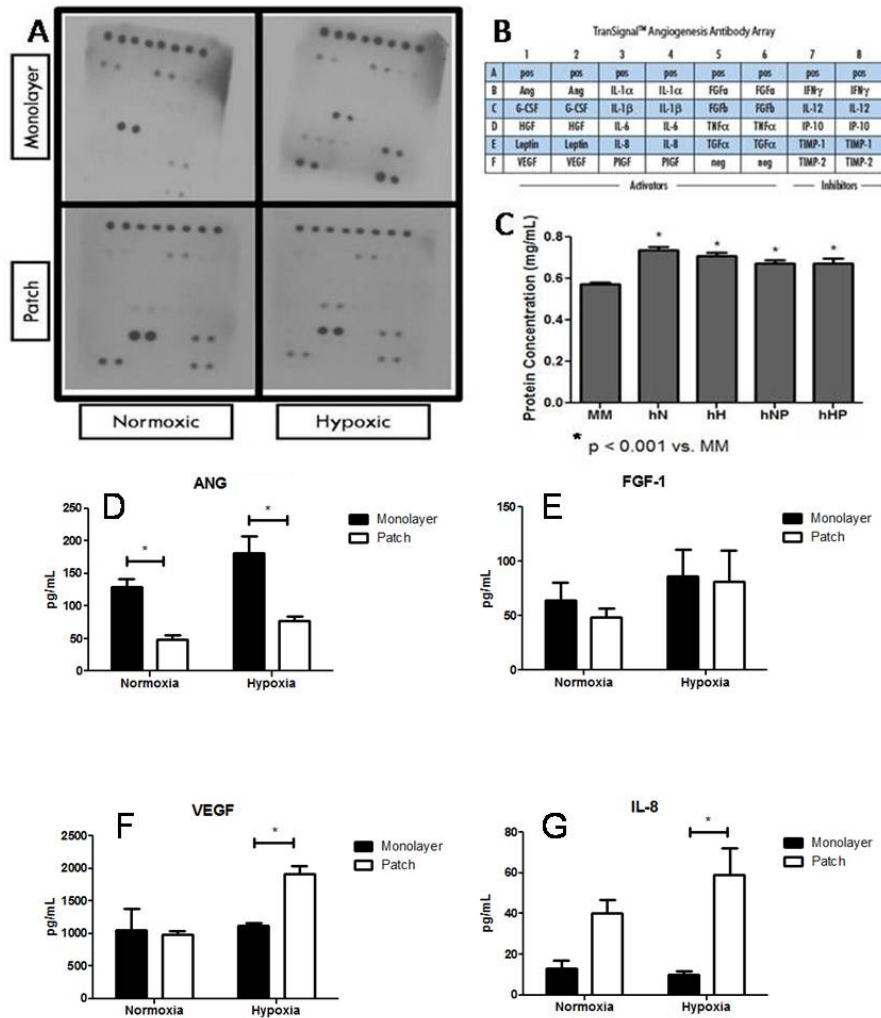 A
Monolayer
Patch
Normoxic
Hypoxic
B
TranSignal™ Angiogenesis Antibody Array
1 2 3 4 5 6 7 8
A pos pos pos pos pos pos pos pos
B Ang Ang IL-1α IL-1α FGFa FGFa IFNγ IFNγ
C G-CSF G-CSF IL-1β IL-1β FGFb FGFb IL-12 IL-12
D HGF HGF IL-6 IL-6 TNFα TNFα IP-10 IP-10
E Leptin Leptin IL-8 IL-8 TGFα TGFα TIMP-1 TIMP-1
F VEGF VEGF PlGF PlGF neg neg TIMP-2 TIMP-2
Activators Inhibitors
C
Protein Concentration (mg/mL)
0.8
0.6
0.4
0.2
0.0
* * * *
MM hN hH hNP hHP
* p < 0.001 vs. MM
D
ANG
pg/mL
250
200
150
100
50
0
* *
Monolayer
Patch
Normoxia Hypoxia
E
FGF-1
pg/mL
150
100
50
0
Monolayer
Patch
Normoxia Hypoxia
F
VEGF
pg/mL
2500
2000
1500
1000
500
0
*
Monolayer
Patch
Normoxia Hypoxia
G
IL-8
pg/mL
80
60
40
20
0
*
Monolayer
Patch
Normoxia Hypoxia